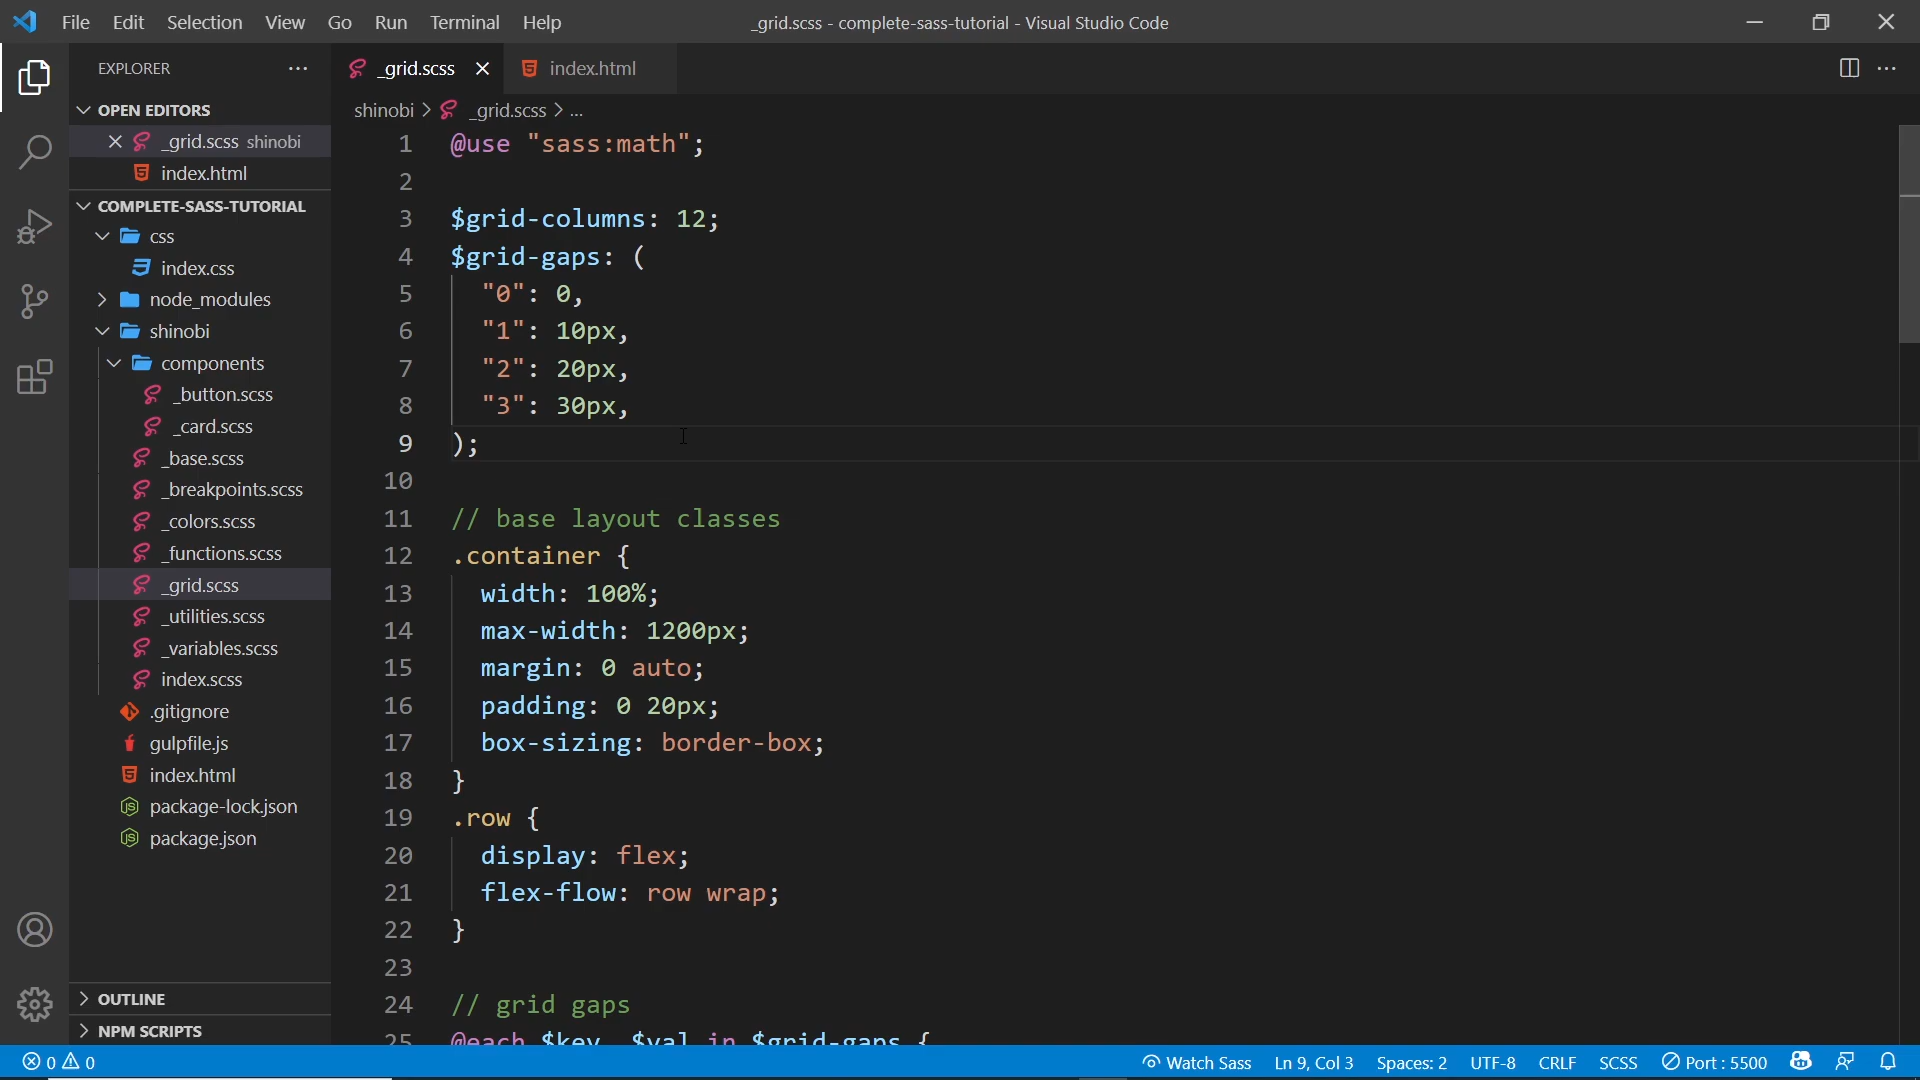 File Edit Selection View Go Run Terminal Help
_grid.scss - complete-sass-tutorial - Visual Studio Code
EXPLORER
OPEN EDITORS
_grid.scss shinobi
index.html
COMPLETE-SASS-TUTORIAL
css
index.css
node_modules
shinobi
components
_button.scss
_card.scss
_base.scss
_breakpoints.scss
_colors.scss
_functions.scss
_grid.scss
_utilities.scss
_variables.scss
index.scss
.gitignore
gulpfile.js
index.html
package-lock.json
package.json
OUTLINE
NPM SCRIPTS
_grid.scss
index.html
shinobi > _grid.scss > ...
1 @use "sass:math";
2
3 $grid-columns: 12;
4 $grid-gaps: (
5 "0": 0,
6 "1": 10px,
7 "2": 20px,
8 "3": 30px,
9 );
10
11 // base layout classes
12 .container {
13 width: 100%;
14 max-width: 1200px;
15 margin: 0 auto;
16 padding: 0 20px;
17 box-sizing: border-box;
18 }
19 .row {
20 display: flex;
21 flex-flow: row wrap;
22 }
23
24 // grid gaps
25 @each $key, $val in $grid-gaps {
0 0
Watch Sass Ln 9, Col 3 Spaces: 2 UTF-8 CRLF SCSS Port : 5500